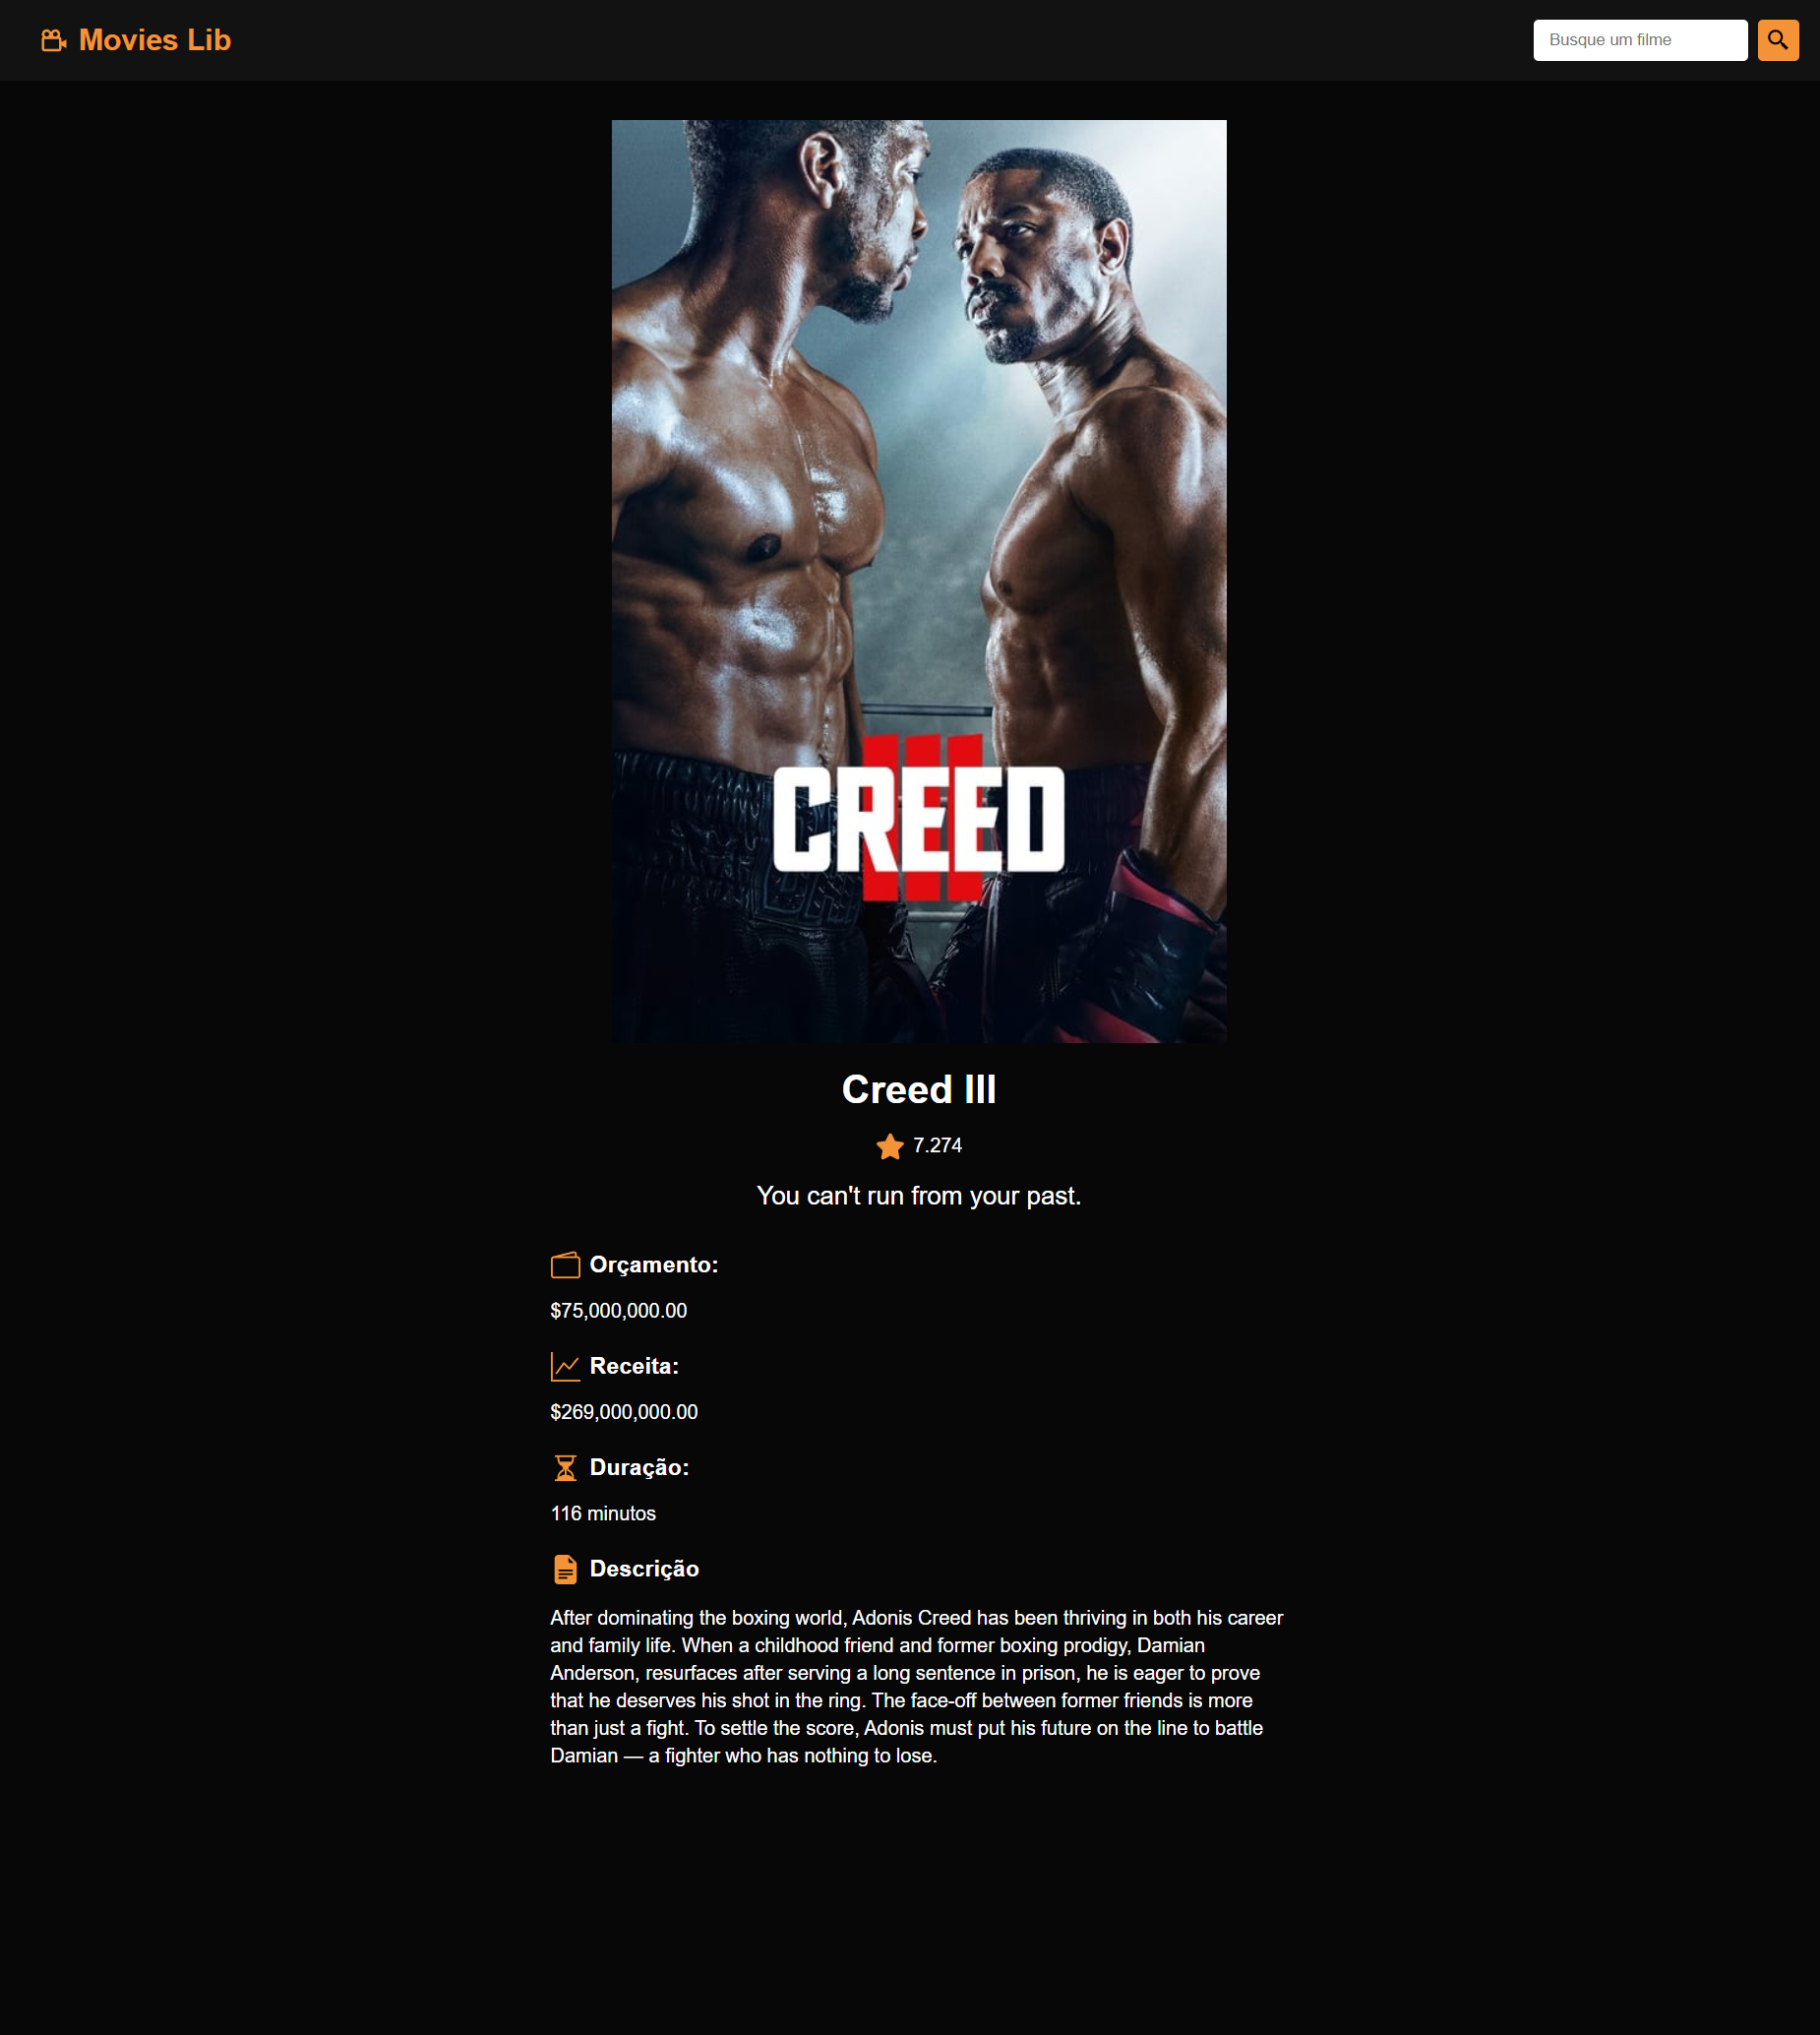 Movies Lib
Busque um filme
III
CREED
Creed III
7.274
You can't run from your past.
Orçamento:
$75,000,000.00
Receita:
$269,000,000.00
Duração:
116 minutos
Descrição
After dominating the boxing world, Adonis Creed has been thriving in both his career
and family life. When a childhood friend and former boxing prodigy, Damian
Anderson, resurfaces after serving a long sentence in prison, he is eager to prove
that he deserves his shot in the ring. The face-off between former friends is more
than just a fight. To settle the score, Adonis must put his future on the line to battle
Damian — a fighter who has nothing to lose.